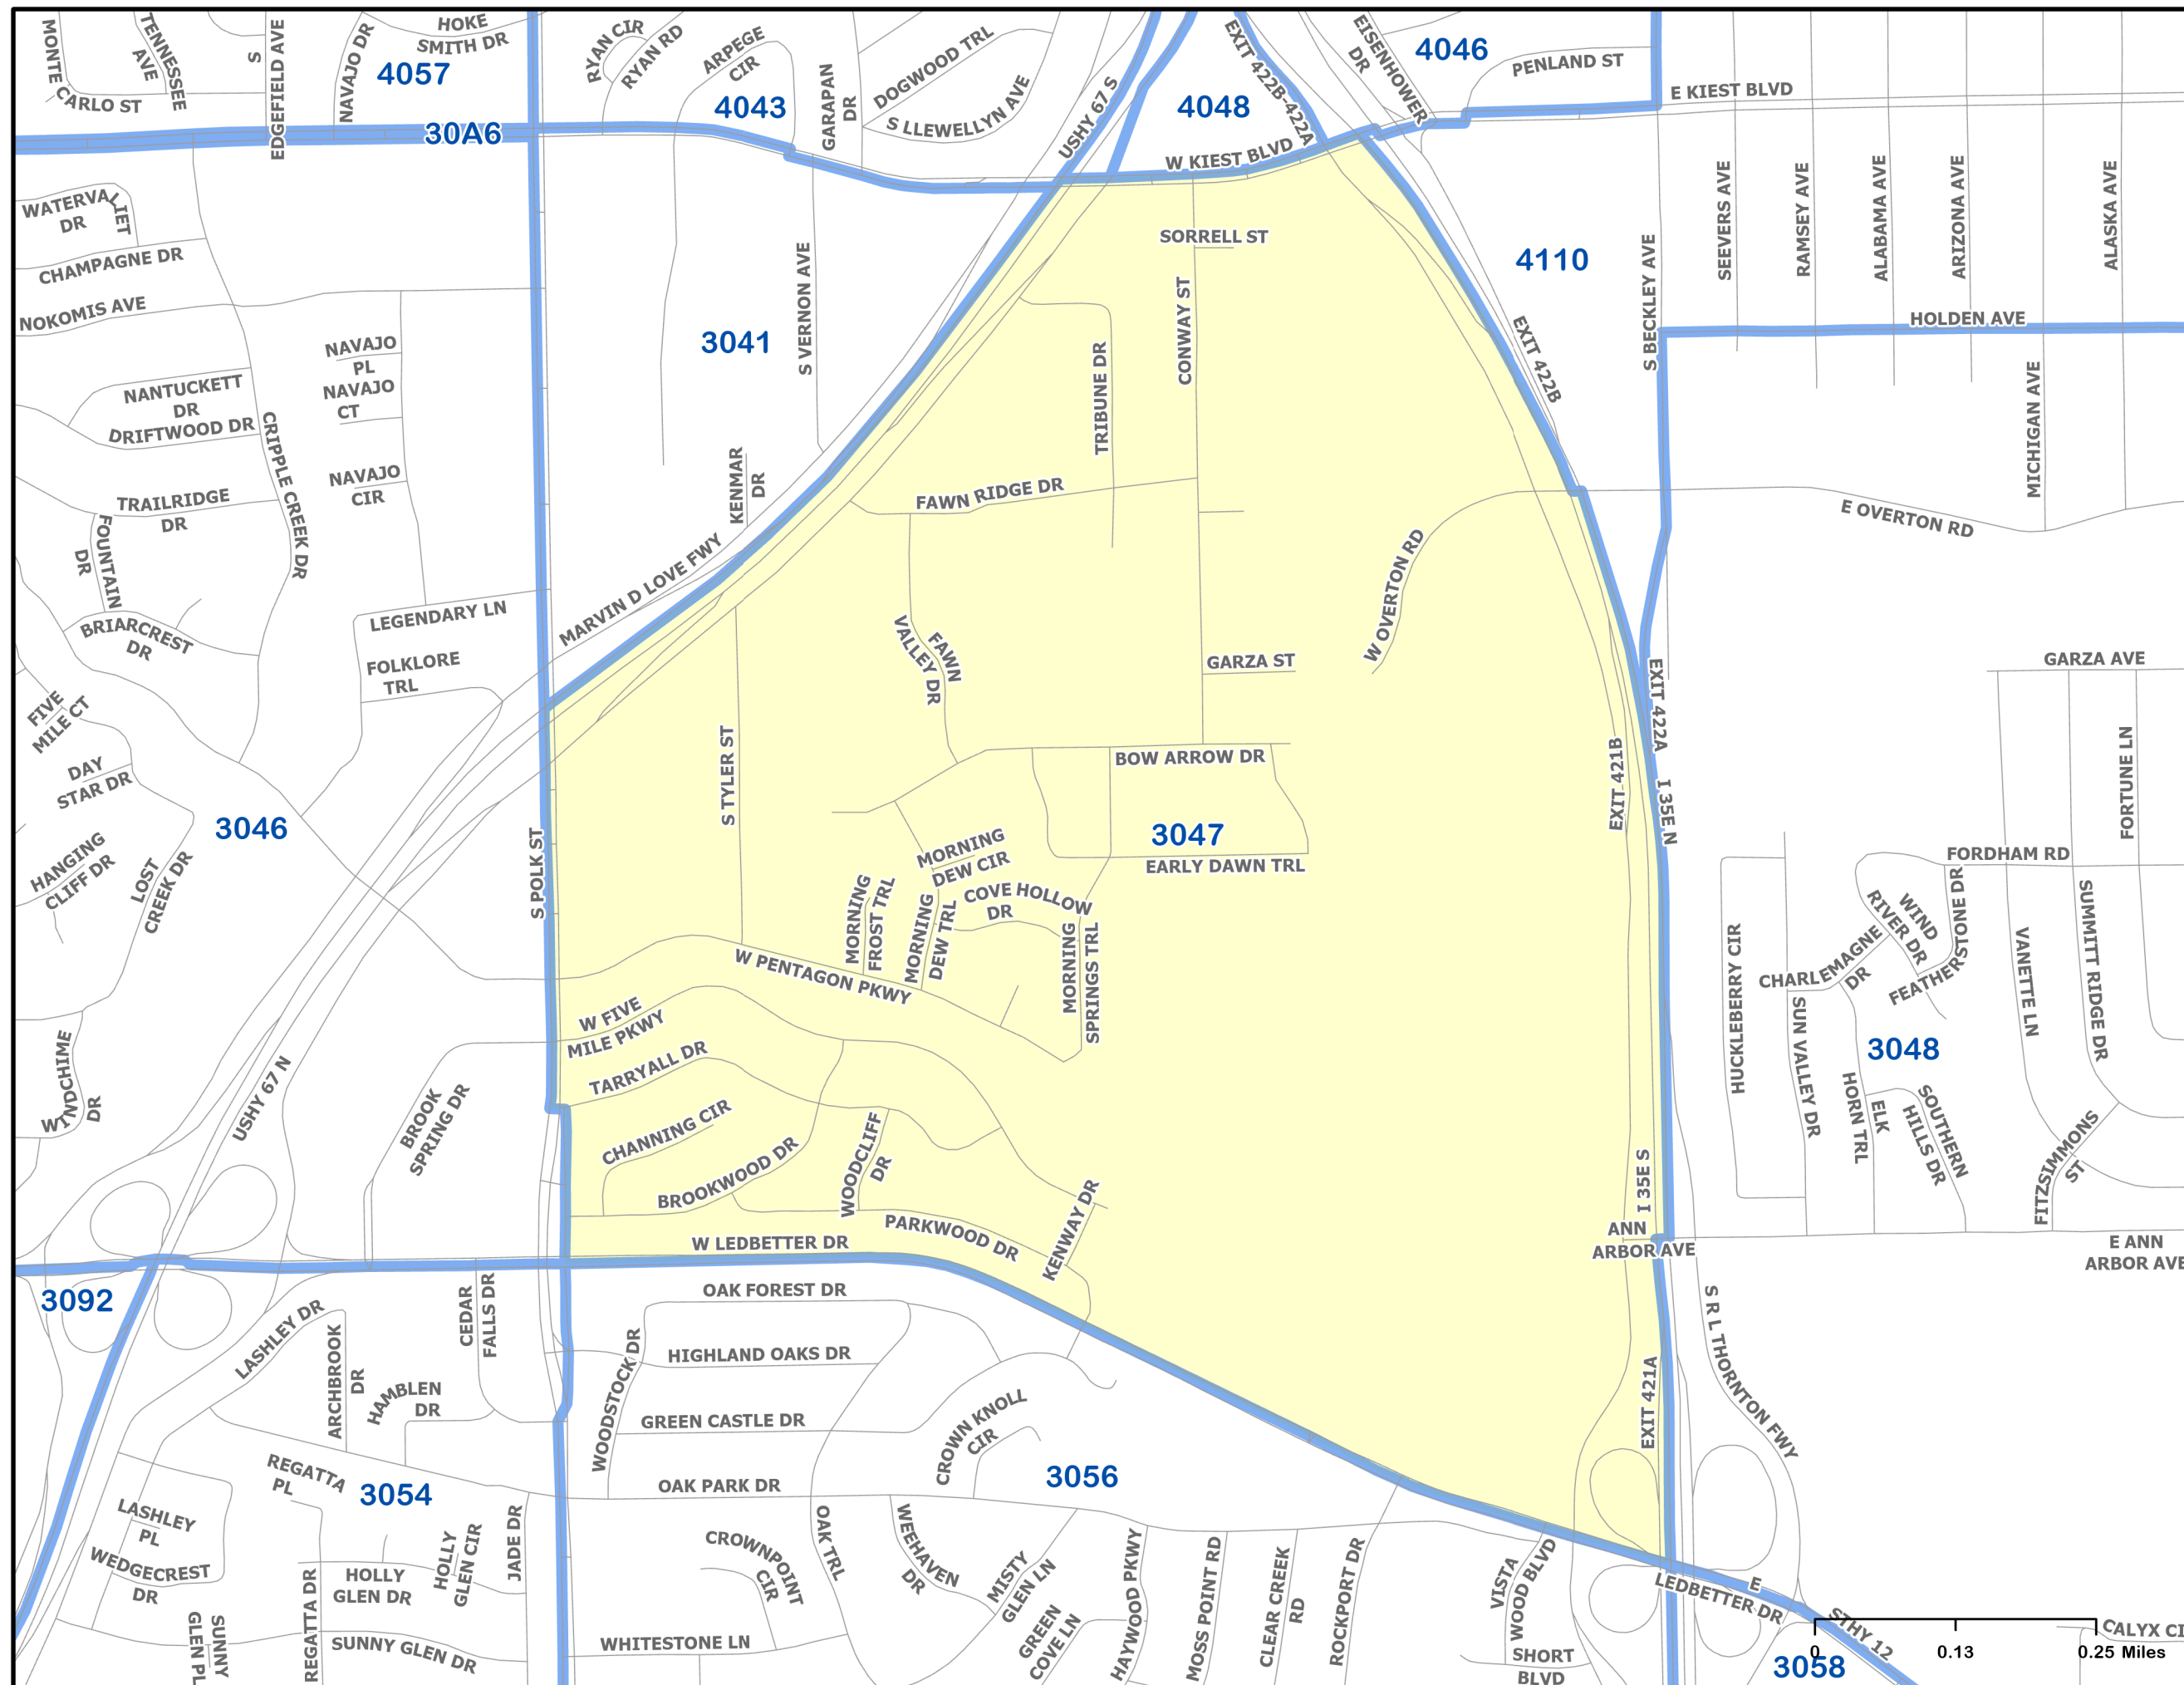 MONTE
CARLO ST
TENNESSEE
AVE
S
EDGEFIELD AVE
NAVAJO DR
HOKE
SMITH DR
4057
30A6
RYAN CIR
RYAN RD
ARPEGE
CIR
4043
GARAPAN
DR
DOGWOOD TRL
S LLEWELLYN AVE
USHY 67 S
4048
EXIT 422B-422A
W KIEST BLVD
EISENHOWER
DR
4046
PENLAND ST
E KIEST BLVD
WATERVALIET
DR
CHAMPAGNE DR
NOKOMIS AVE
NAVAJO
PL
NAVAJO
CT
NANTUCKETT
DR
DRIFTWOOD DR
CRIPPLE CREEK DR
NAVAJO
CIR
TRAILRIDGE
DR
FOUNTAIN
DR
BRIARCREST
DR
LEGENDARY LN
FOLKLORE
TRL
FIVE
MILE CT
DAY
STAR DR
3046
HANGING
CLIFF DR
LOST
CREEK DR
3041
S VERNON AVE
KENMAR
DR
MARVIN D LOVE FWY
S POLK ST
SORRELL ST
CONWAY ST
TRIBUNE DR
FAWN RIDGE DR
FAWN
VALLEY DR
W OVERTON RD
GARZA ST
S TYLER ST
BOW ARROW DR
3047
EARLY DAWN TRL
MORNING
DEW CIR
COVE HOLLOW
DR
MORNING
FROST TRL
MORNING
DEW TRL
MORNING
SPRINGS TRL
W PENTAGON PKWY
W FIVE
MILE PKWY
TARRYALL DR
CHANNING CIR
BROOKWOOD DR
WOODCLIFF
DR
PARKWOOD DR
KENWAY DR
W LEDBETTER DR
4110
EXIT 422B
S BECKLEY AVE
SEEVERS AVE
RAMSEY AVE
ALABAMA AVE
ARIZONA AVE
ALASKA AVE
HOLDEN AVE
MICHIGAN AVE
E OVERTON RD
EXIT 422A
I 35E N
EXIT 421B
GARZA AVE
FORTUNE LN
FORDHAM RD
WIND
RIVER DR
FEATHERSTONE DR
CHARLEMAGNE
DR
HUCKLEBERRY CIR
SUN VALLEY DR
3048
VANETTE LN
SUMMITT RIDGE DR
ELK
HORN TRL
SOUTHERN
HILLS DR
FITZSIMMONS
ST
I 35E S
ANN
ARBOR AVE
E ANN
ARBOR AVE
WINDCHIME
DR
USHY 67 N
BROOK
SPRING DR
3092
LASHLEY DR
CEDAR
FALLS DR
ARCHBROOK
DR
HAMBLEN
DR
REGATTA
PL
3054
LASHLEY
PL
WEDGECREST
DR
HOLLY
GLEN DR
HOLLY
GLEN CIR
JADE DR
SUNNY
GLEN PL
REGATTA DR
SUNNY GLEN DR
OAK FOREST DR
HIGHLAND OAKS DR
WOODSTOCK DR
GREEN CASTLE DR
CROWN KNOLL
CIR
OAK PARK DR
3056
CROWNPOINT
CIR
OAK TRL
WEEHAVEN
DR
MISTY
GLEN LN
GREEN
COVE LN
WHITESTONE LN
HAYWOOD PKWY
MOSS POINT RD
CLEAR CREEK
RD
ROCKPORT DR
VISTA
WOOD BLVD
SHORT
BLVD
EXIT 421A
S R L THORNTON FWY
E
LEDBETTER DR
STHY 12
CALYX CI
0
0.13
0.25 Miles
3058